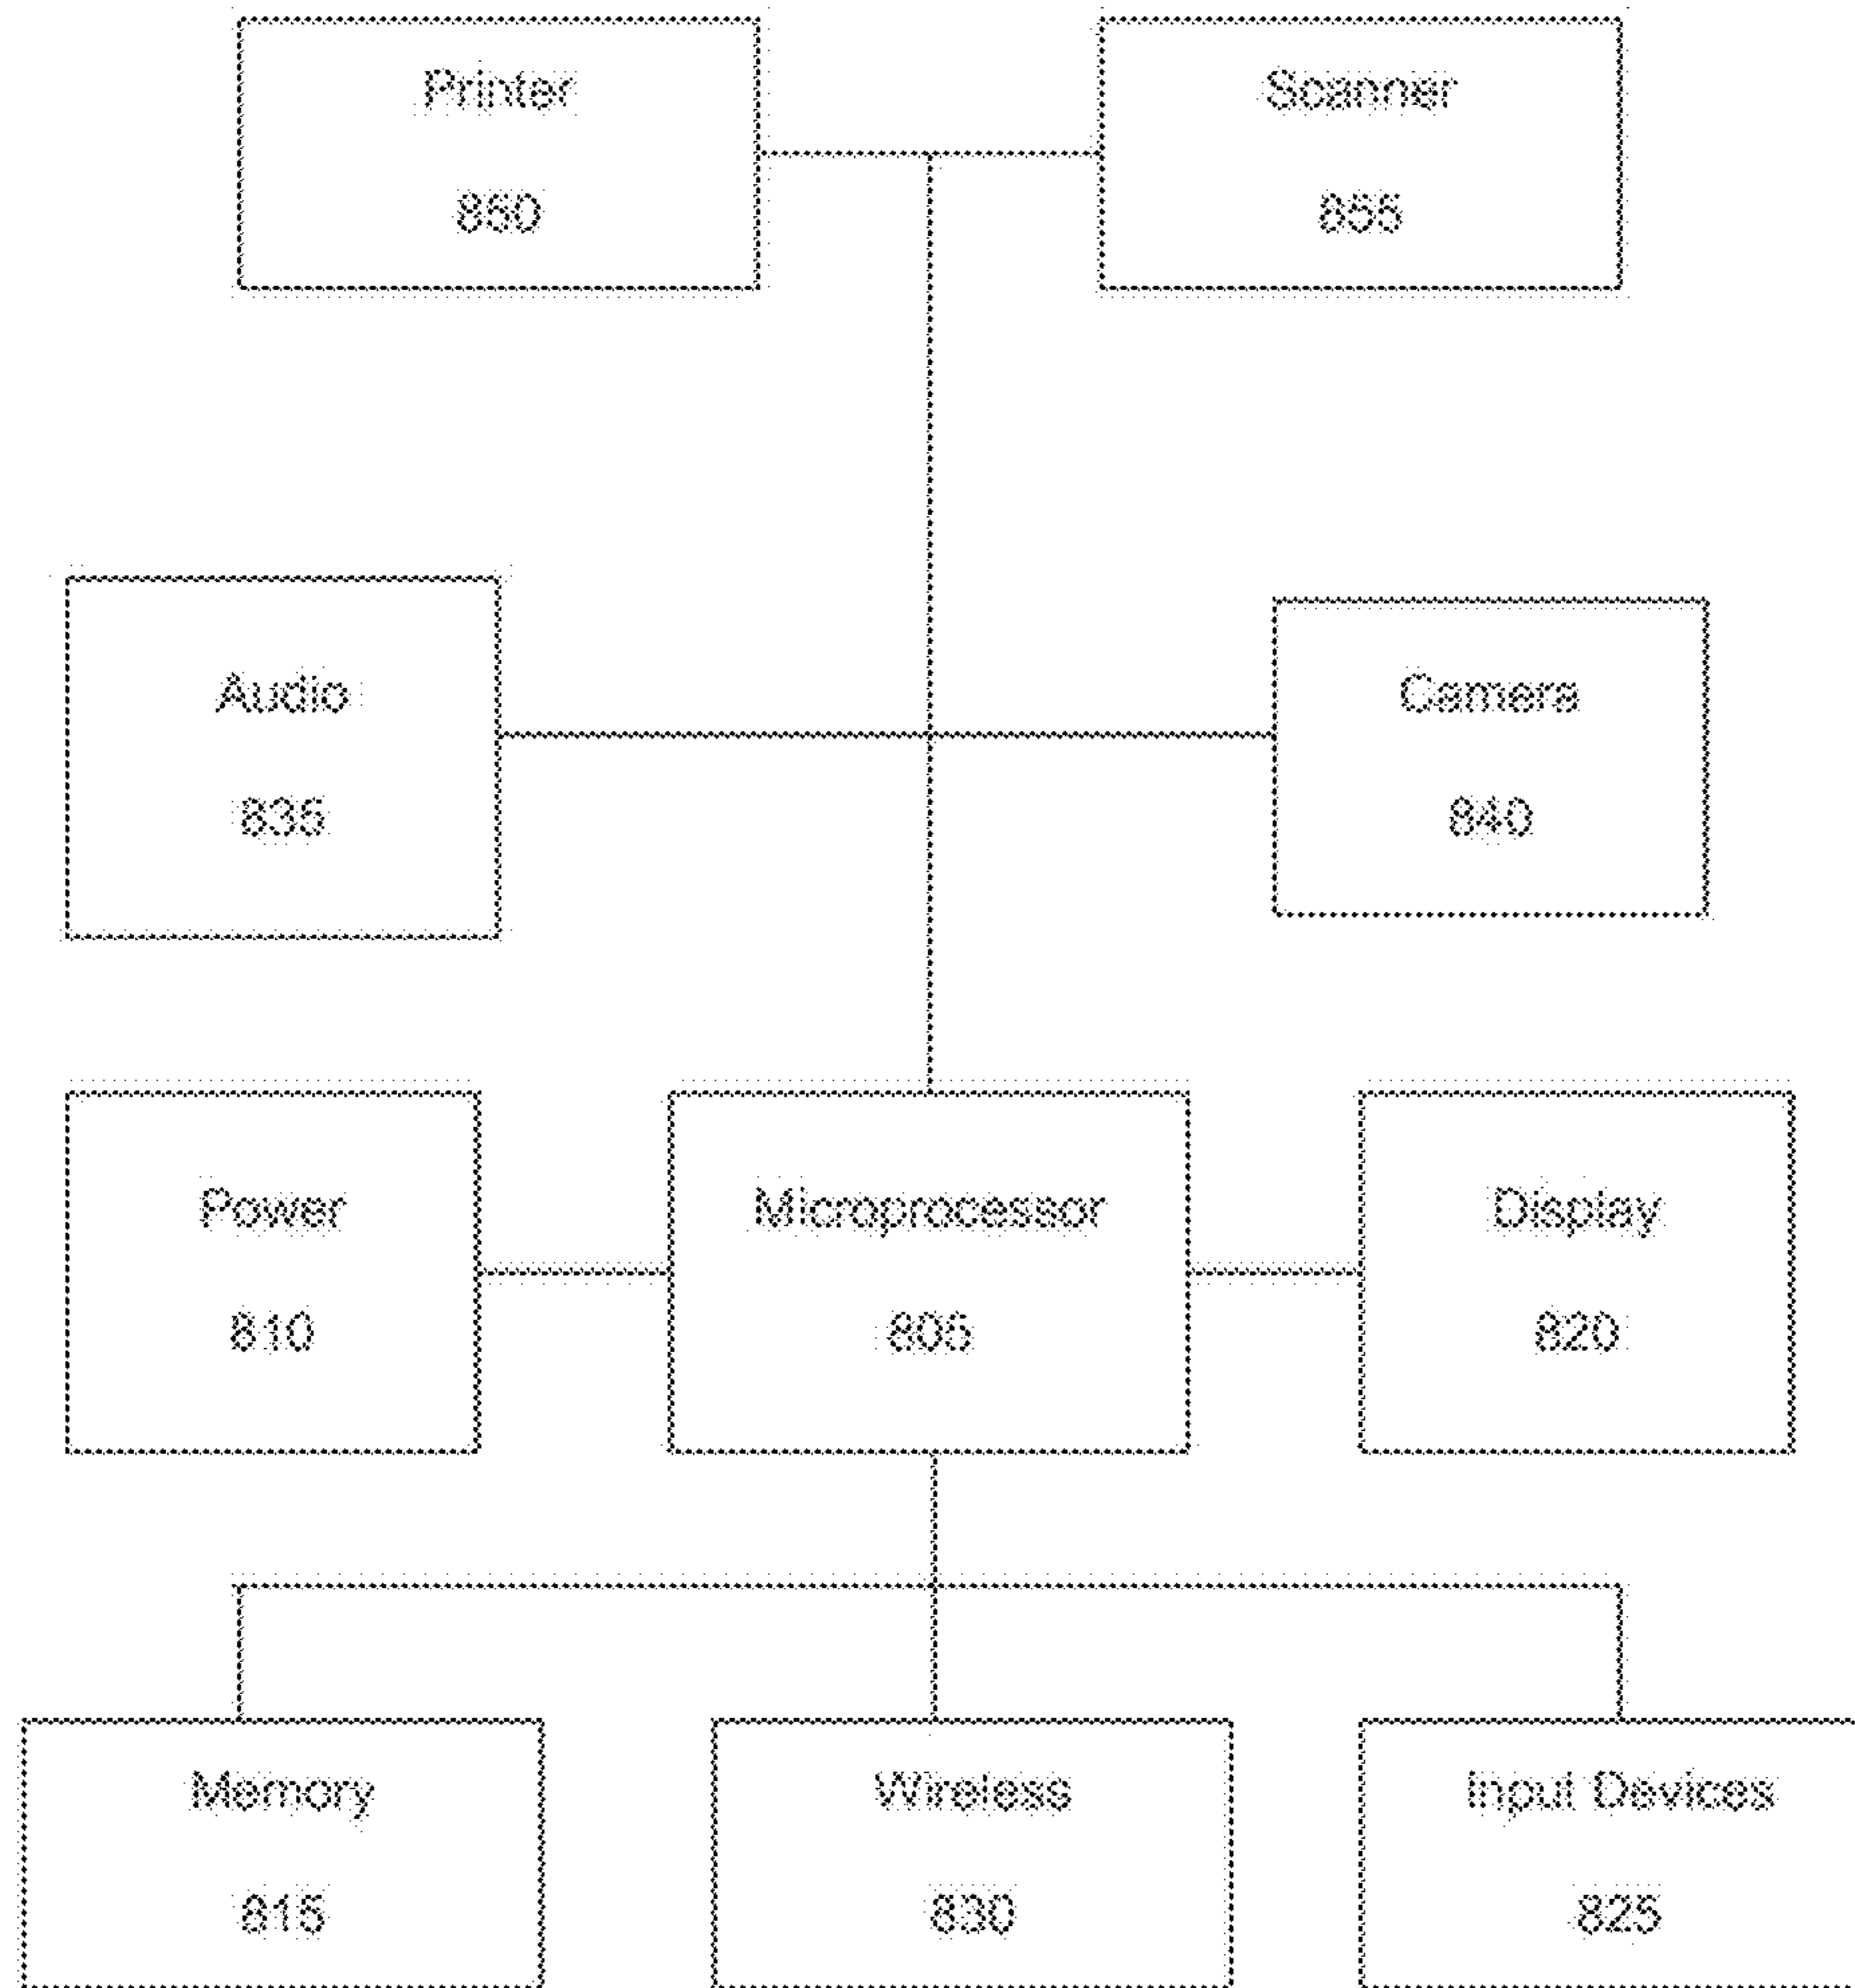 Printer
850
Scanner
855
Audio
835
Camera
840
Power
810
Microprocessor
805
Display
820
Memory
815
Wireless
830
Input Devices
825